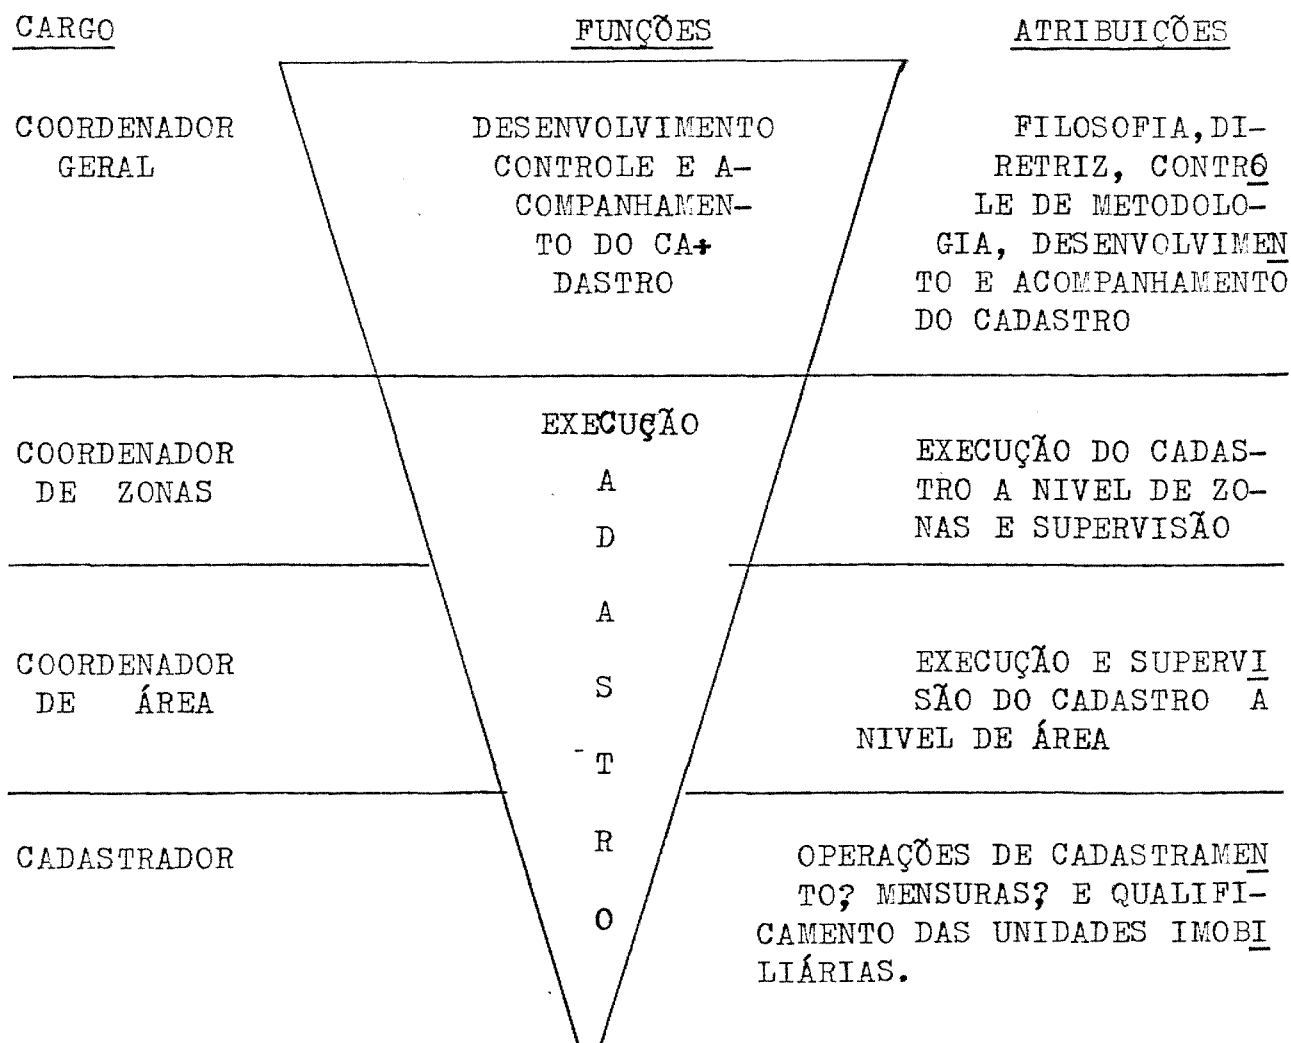 CARGO FUNÇÕES ATRIBUIÇÕES
COORDENADOR
GERAL
DESENVOLVIMENTO
CONTROLE E A-
COMPANHAMEN-
TO DO CA+
DASTRO
FILOSOFIA,DI-
RETRIZ, CONTRÔ
LE DE METODOLO-
GIA, DESENVOLVIMEN
TO E ACOMPANHAMENTO
DO CADASTRO
COORDENADOR
DE ZONAS
EXECUÇÃO
A
D
A
S
T
R
O
EXECUÇÃO DO CADAS-
TRO A NIVEL DE ZO-
NAS E SUPERVISÃO
COORDENADOR
DE ÁREA
EXECUÇÃO E SUPERVI
SÃO DO CADASTRO A
NIVEL DE ÁREA
CADASTRADOR
OPERAÇÕES DE CADASTRAMEN
TO? MENSURAS? E QUALIFI-
CAMENTO DAS UNIDADES IMOBI
LIÁRIAS.